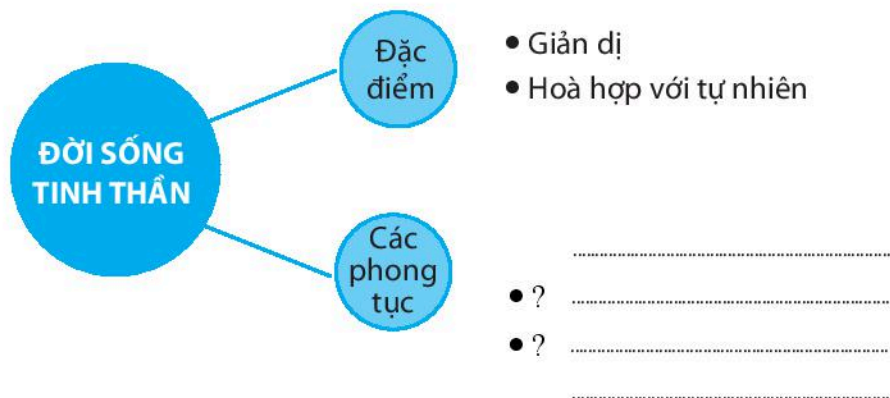 ĐỜI SỐNG
TINH THẦN
Đặc
điểm
• Giản dị
• Hoà hợp với tự nhiên
Các
phong
tục
• ?
• ?